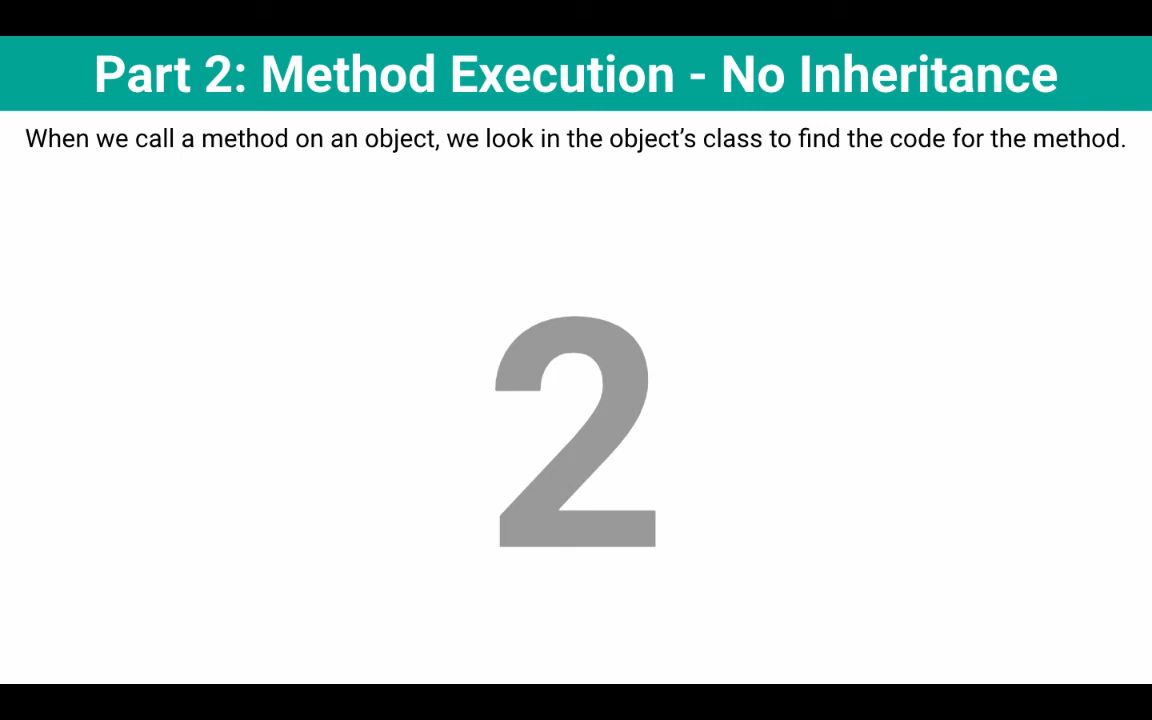 Part 2: Method Execution - No Inheritance
When we call a method on an object, we look in the object’s class to find the code for the method.
2